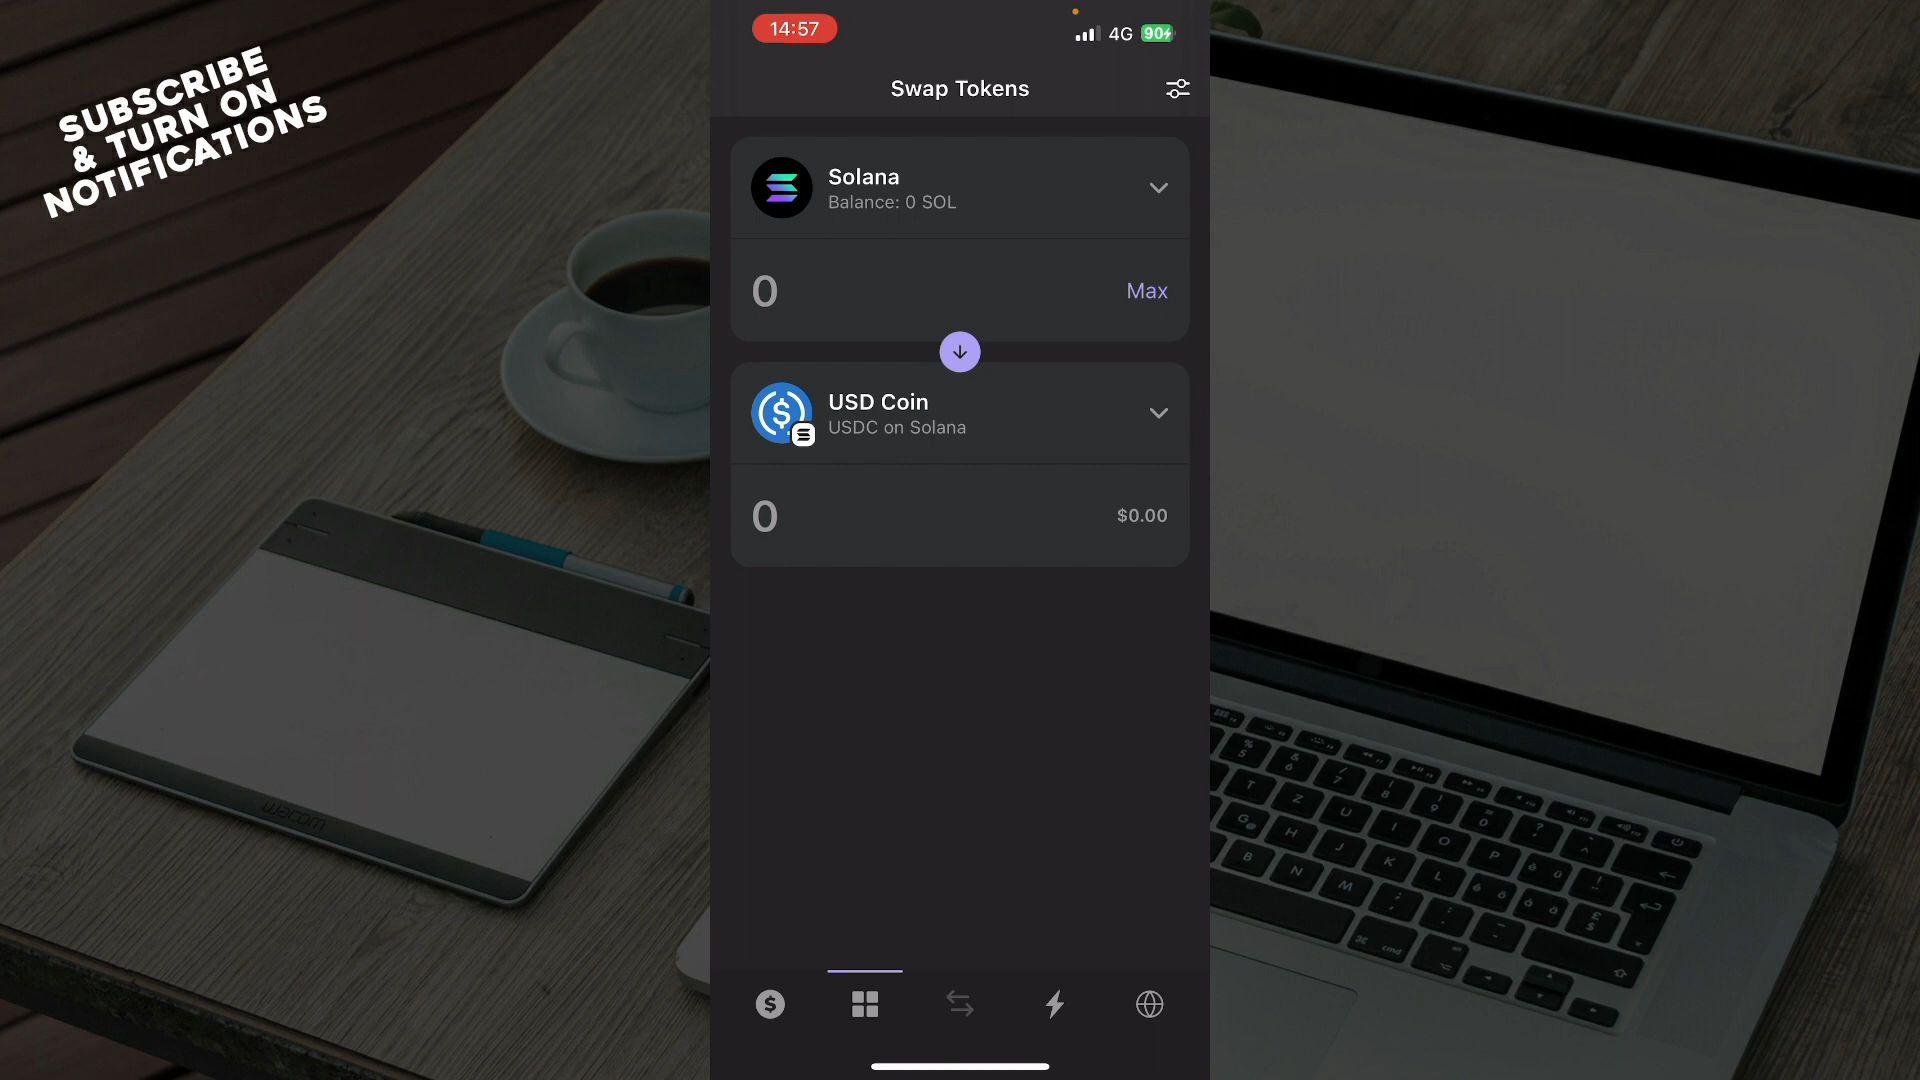 SUBSCRIBE
& TURN ON
NOTIFICATIONS
14:57
4G
90
Swap Tokens
Solana
Balance: 0 SOL
0
Max
USD Coin
USDC on Solana
0
$0.00
wacom